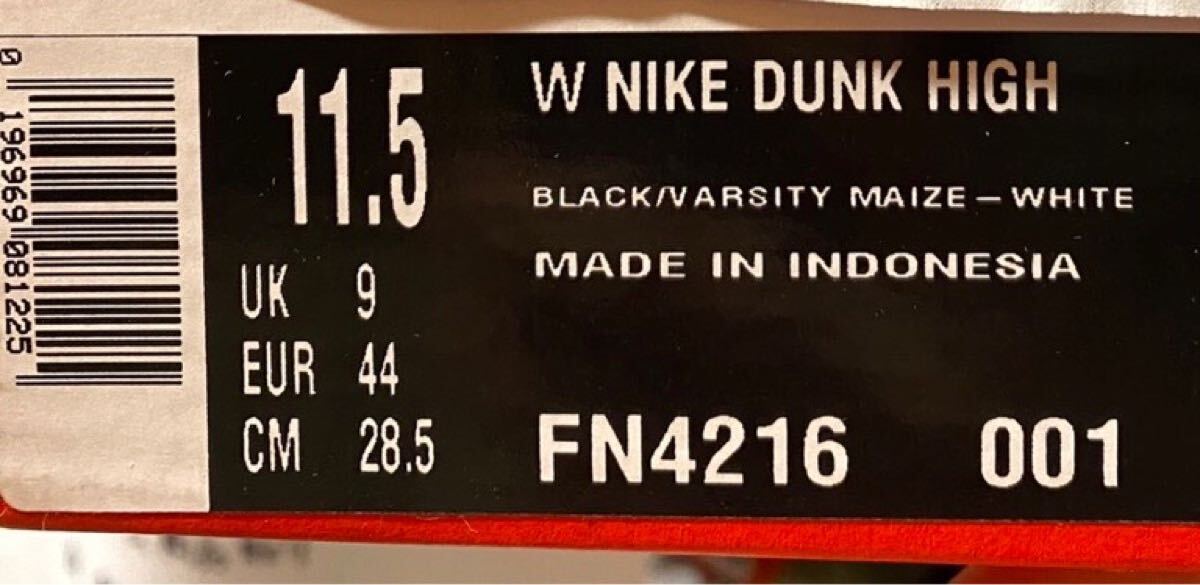 0 196969 081225
11.5
UK 9
EUR 44
CM 28.5
W NIKE DUNK HIGH
BLACK/VARSITY MAIZE – WHITE
MADE IN INDONESIA
FN4216 001